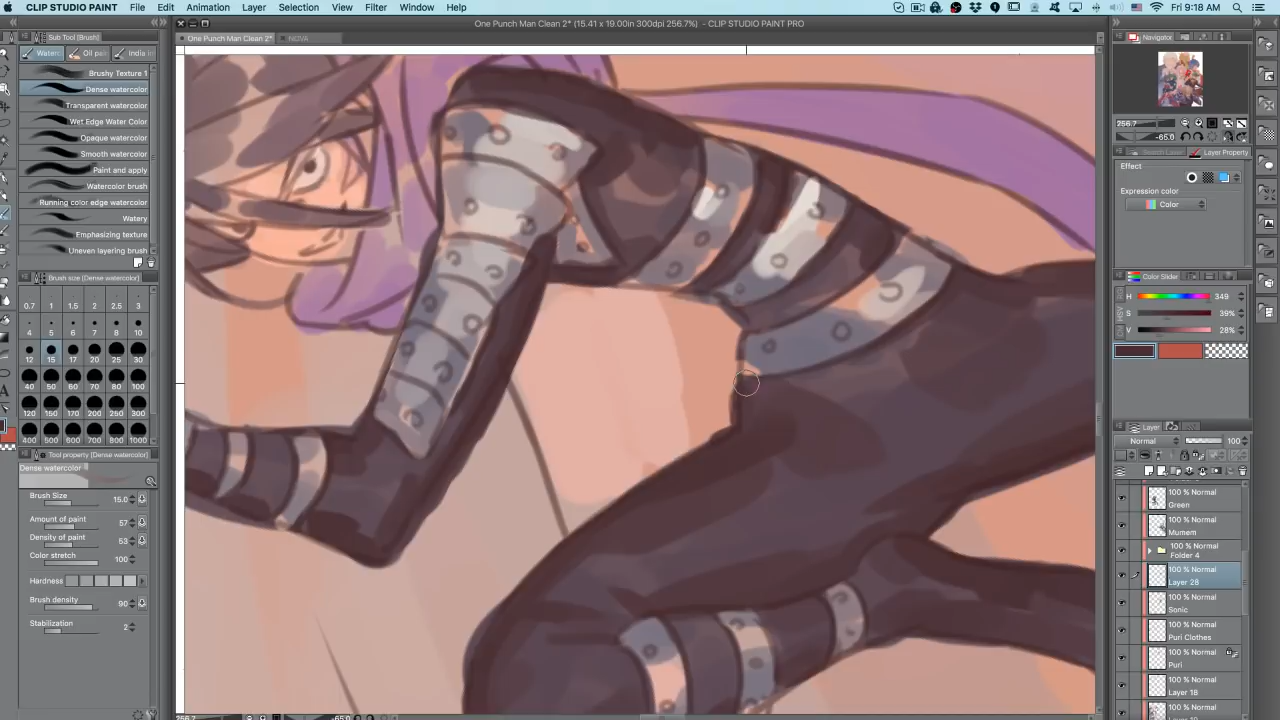 CLIP STUDIO PAINT File Edit Animation Layer Selection View Filter Window Help Fri 9:18 AM
One Punch Man Clean 2* (15.41 x 19.00in 300dpi 256.7%) - CLIP STUDIO PAINT PRO
Sub Tool [Brush]
Water Oil pai India in
Brushy Texture 1
Dense watercolor
Transparent watercolor
Wet Edge Water Color
Opaque watercolor
Smooth watercolor
Paint and apply
Watercolor brush
Running color edge watercolor
Watery
Emphasizing texture
Uneven layering brush
Brush size [Dense watercolor]
0.7 1 1.5 2 2.5 3
4 5 6 7 8 10
12 15 17 20 25 30
40 50 60 70 80 100
120 150 170 200 250 300
400 500 600 700 800
Tool property [Dense watercolor]
Dense watercolor
Brush Size 15.0
Amount of paint 57
Density of paint 53
Color stretch 100
Hardness
Brush density 90
Stabilization 2
One Punch Man Clean 2* NOVA
256.7 -65.0
Navigator
256.7
-65.0
Search Layer Layer Property
Effect
Expression color
Color
Color Slider
H 349
S 39%
V 28%
Layer
Normal 100
100 % Normal
Green
100 % Normal
Mumem
100 % Normal
Folder 4
100 % Normal
Layer 28
100 % Normal
Sonic
100 % Normal
Puri Clothes
100 % Normal
Puri
100 % Normal
Layer 18
100 % Normal